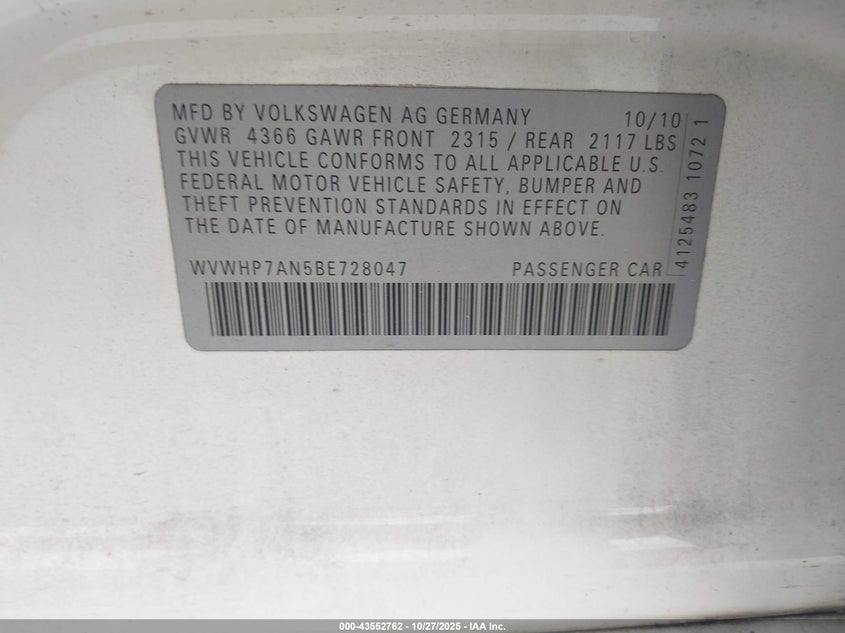 MFD BY VOLKSWAGEN AG GERMANY 10/10
GVWR 4366 GAWR FRONT 2315 / REAR 2117 LBS
THIS VEHICLE CONFORMS TO ALL APPLICABLE U.S.
FEDERAL MOTOR VEHICLE SAFETY, BUMPER AND
THEFT PREVENTION STANDARDS IN EFFECT ON
THE DATE OF MANUFACTURE SHOWN ABOVE.
WVWHP7AN5BE728047 PASSENGER CAR
4125483 1072 1
000-43552762 - 10/27/2025 - IAA Inc.